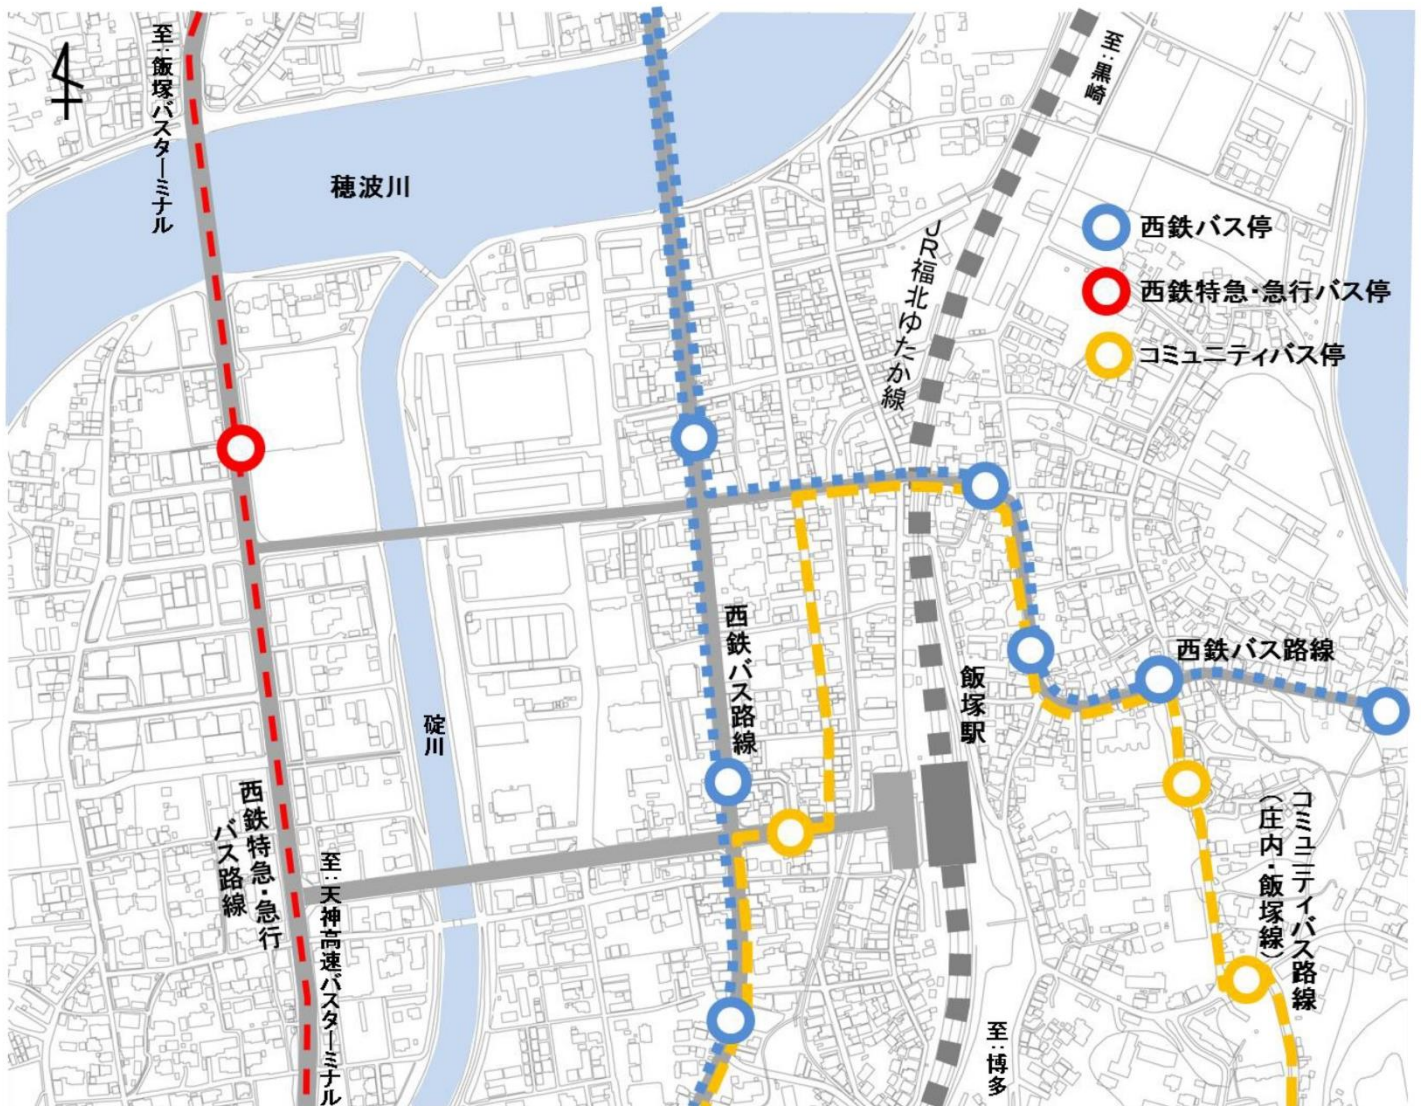 至：飯塚バスターミナル
穂波川
至：黒崎
JR福北ゆたか線
西鉄バス停
西鉄特急・急行バス停
コミュニティバス停
西鉄バス路線
飯塚駅
西鉄バス路線
碇川
西鉄特急・急行
バス路線
至：天神高速バスターミナル
コミュニティバス路線
（庄内・飯塚線）
至：博多